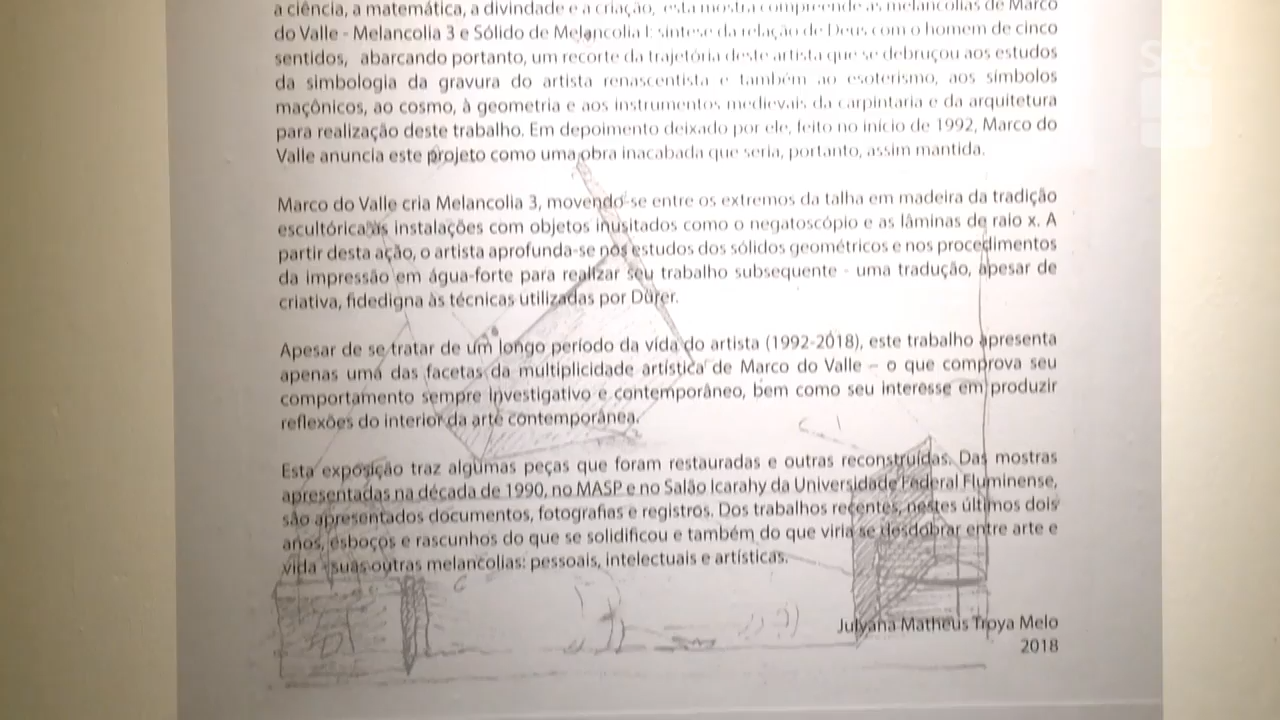 a ciência, a matemática, a divindade e a criação, esta mostra compreende as melancolias de Marco
do Valle - Melancolia 3 e Sólido de Melancolia I: síntese da relação de Deus com o homem de cinco
sentidos, abarcando portanto, um recorte da trajetória deste artista que se debruçou aos estudos
da simbologia da gravura do artista renascentista e também ao esoterismo, aos símbolos
maçônicos, ao cosmo, à geometria e aos instrumentos medievais da carpintaria e da arquitetura
para realização deste trabalho. Em depoimento deixado por ele, feito no início de 1992, Marco do
Valle anuncia este projeto como uma obra inacabada que seria, portanto, assim mantida.
Marco do Valle cria Melancolia 3, movendo-se entre os extremos da talha em madeira da tradição
escultórica às instalações com objetos inusitados como o negatoscópio e as lâminas de raio x. A
partir desta ação, o artista aprofunda-se nos estudos dos sólidos geométricos e nos procedimentos
da impressão em água-forte para realizar seu trabalho subsequente - uma tradução, apesar de
criativa, fidedigna às técnicas utilizadas por Dürer.
Apesar de se tratar de um longo período da vida do artista (1992-2018), este trabalho apresenta
apenas uma das facetas da multiplicidade artística de Marco do Valle – o que comprova seu
comportamento sempre investigativo e contemporâneo, bem como seu interesse em produzir
reflexões do interior da arte contemporânea.
Esta exposição traz algumas peças que foram restauradas e outras reconstruídas. Das mostras
apresentadas na década de 1990, no MASP e no Salão Icarahy da Universidade Federal Fluminense,
são apresentados documentos, fotografias e registros. Dos trabalhos recentes, nestes últimos dois
anos, esboços e rascunhos do que se solidificou e também do que viria se desdobrar entre arte e
vida - suas outras melancolias: pessoais, intelectuais e artísticas.
Julyana Matheus Troya Melo
2018